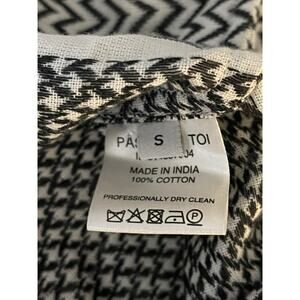 PAS TOI
S
MADE IN INDIA
100% COTTON
PROFESSIONALLY DRY CLEAN